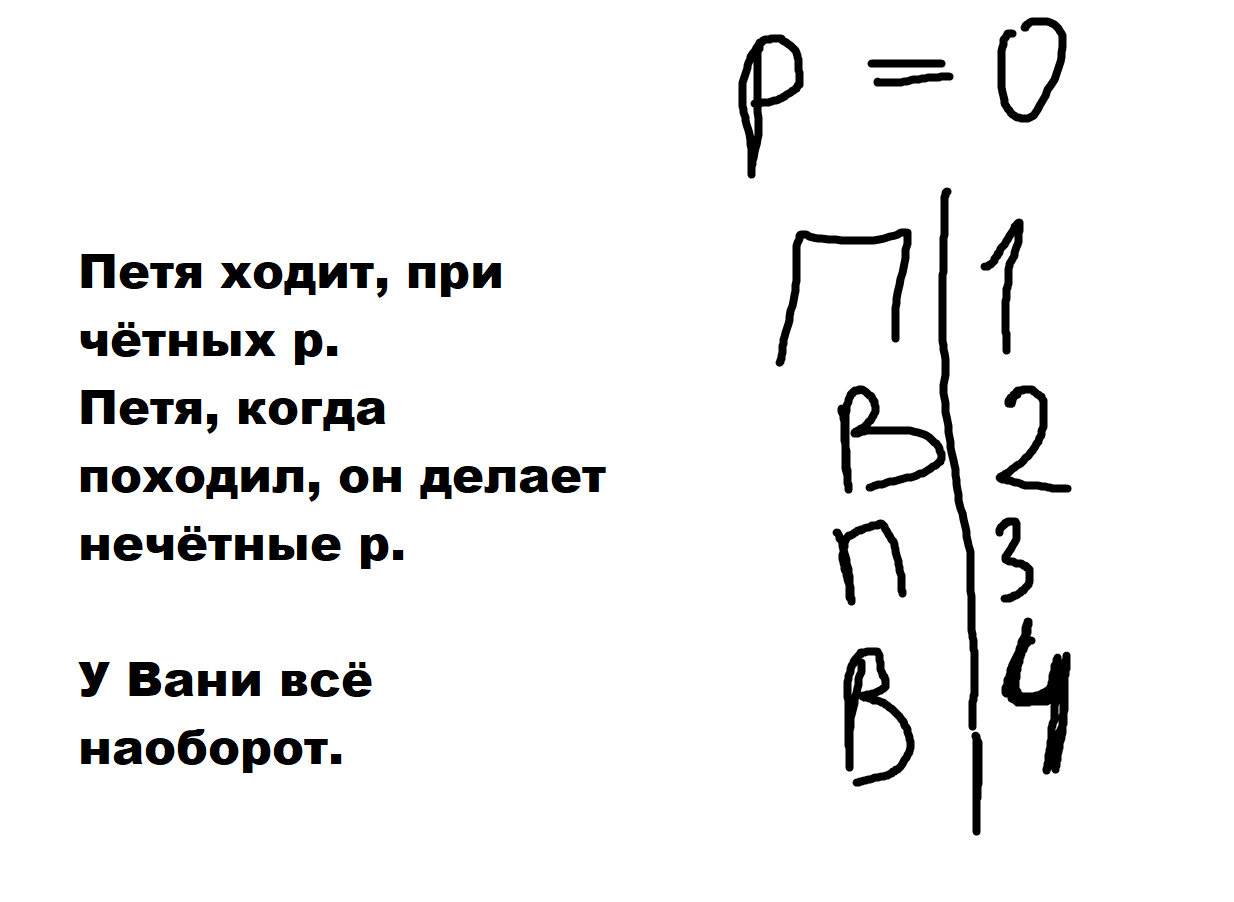 р = 0
П 1
Петя ходит, при
чётных р.
Петя, когда
В 2
походил, он делает
нечётные р.
п 3
У Вани всё
наоборот.
В 4